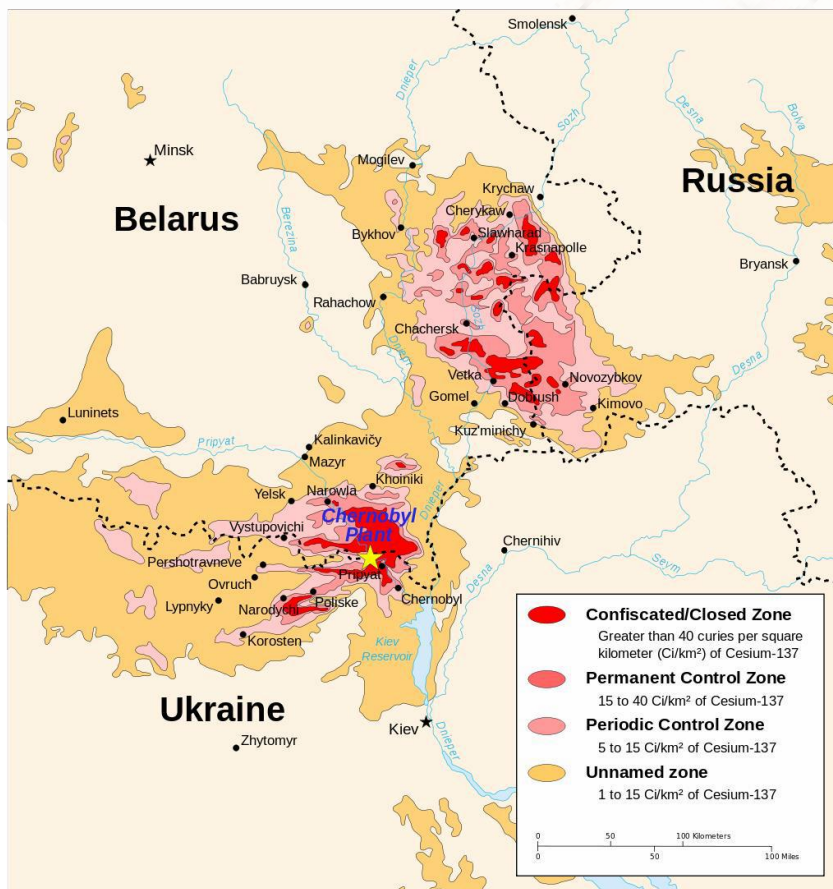 Smolensk
Dnieper
Sozh
Desna
Bolva
Minsk
Mogilev
Russia
Krychaw
Belarus
Cherykaw
Berezina
Bykhov
Slawharad
Krasnapolle
Bryansk
Babruysk
Rahachow
Sozh
Chachersk
Dniepr
Desna
Vetka
Novozybkov
Luninets
Gomel
Dobrush
Kimovo
Kuz'minichy
Pripyat
Kalinkavičy
Mazyr
Khoiniki
Yelsk
Narowla
Dnieper
Chernobyl
Plant
Vystupovichi
Chernihiv
Pershotravneve
Pripyat
Desna
Seym
Ovruch
Chernobyl
Lypnyky
Narodychi
Poliske
Korosten
Kiev
Reservoir
Ukraine
Kiev
Dnieper
Zhytomyr
Confiscated/Closed Zone
Greater than 40 curies per square
kilometer (Ci/km²) of Cesium-137
Permanent Control Zone
15 to 40 Ci/km² of Cesium-137
Periodic Control Zone
5 to 15 Ci/km² of Cesium-137
Unnamed zone
1 to 15 Ci/km² of Cesium-137
0 50 100 Kilometers
0 50 100 Miles